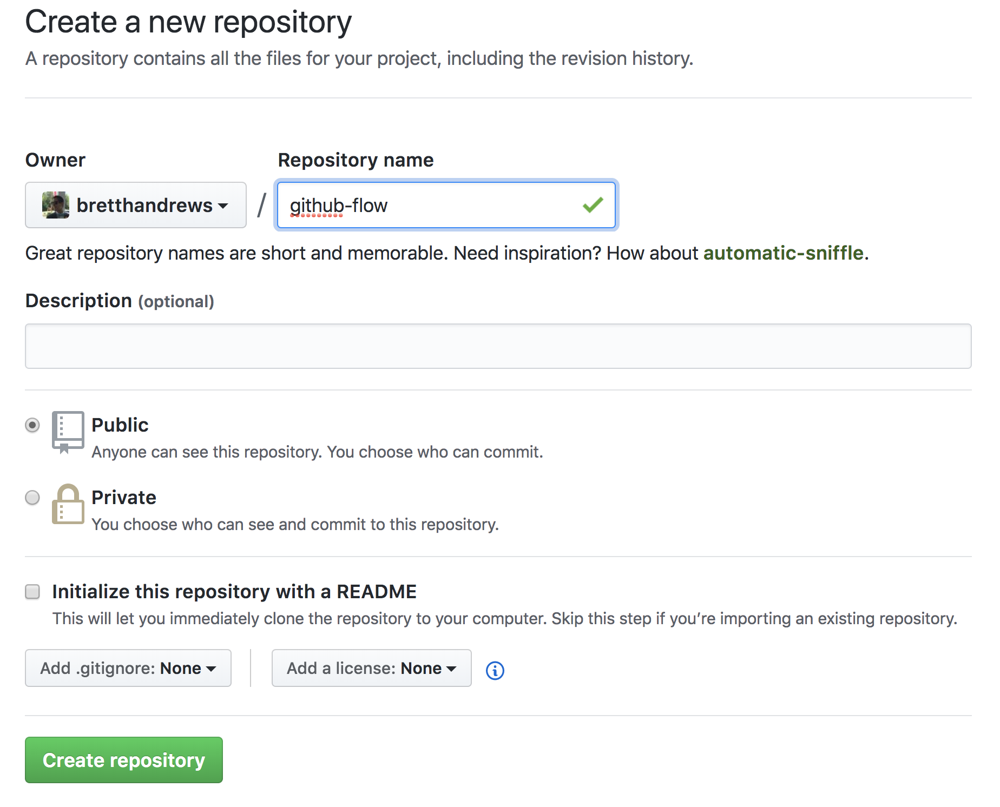 Create a new repository
A repository contains all the files for your project, including the revision history.
Owner
Repository name
bretthandrews
/
github-flow
Great repository names are short and memorable. Need inspiration? How about automatic-sniffle.
Description (optional)
Public
Anyone can see this repository. You choose who can commit.
Private
You choose who can see and commit to this repository.
Initialize this repository with a README
This will let you immediately clone the repository to your computer. Skip this step if you’re importing an existing repository.
Add .gitignore: None
Add a license: None
Create repository